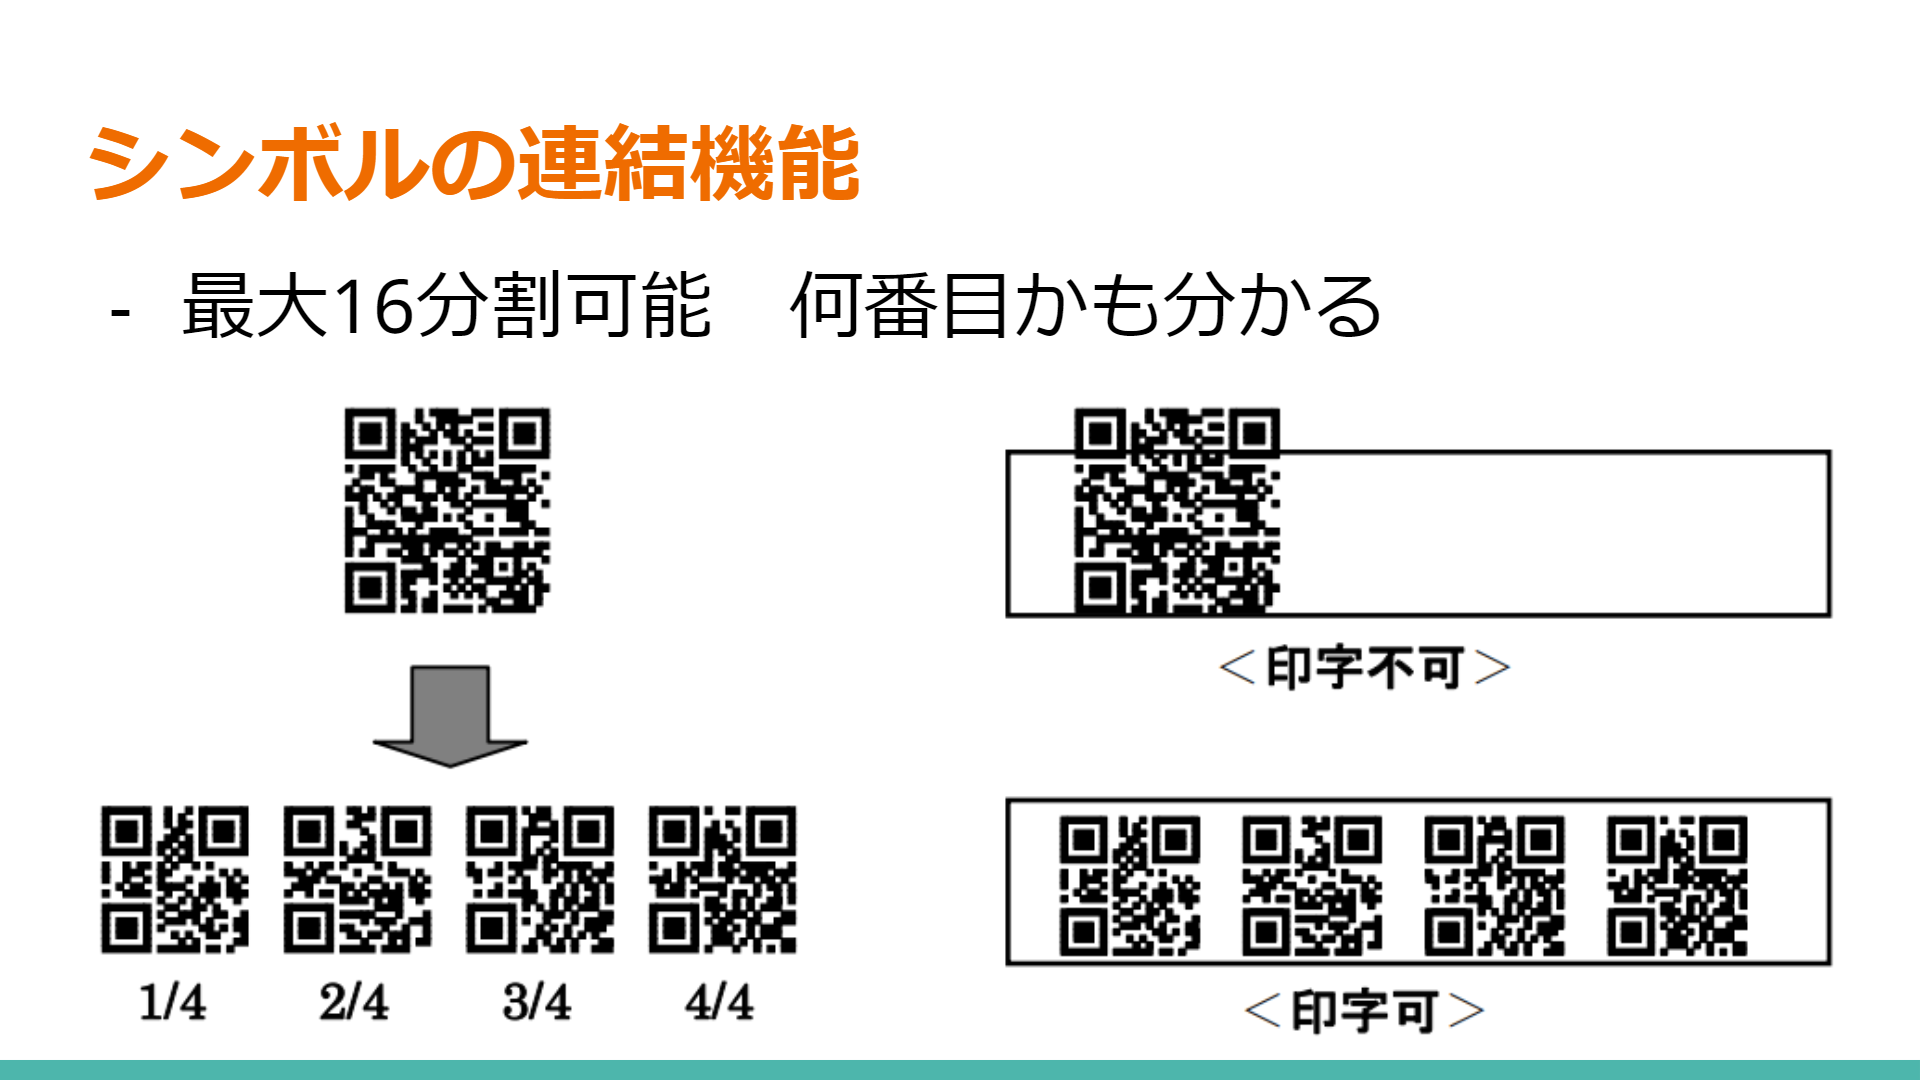 シンボルの連結機能
- 最大16分割可能　何番目かも分かる
＜印字不可＞
1/4 2/4 3/4 4/4
＜印字可＞